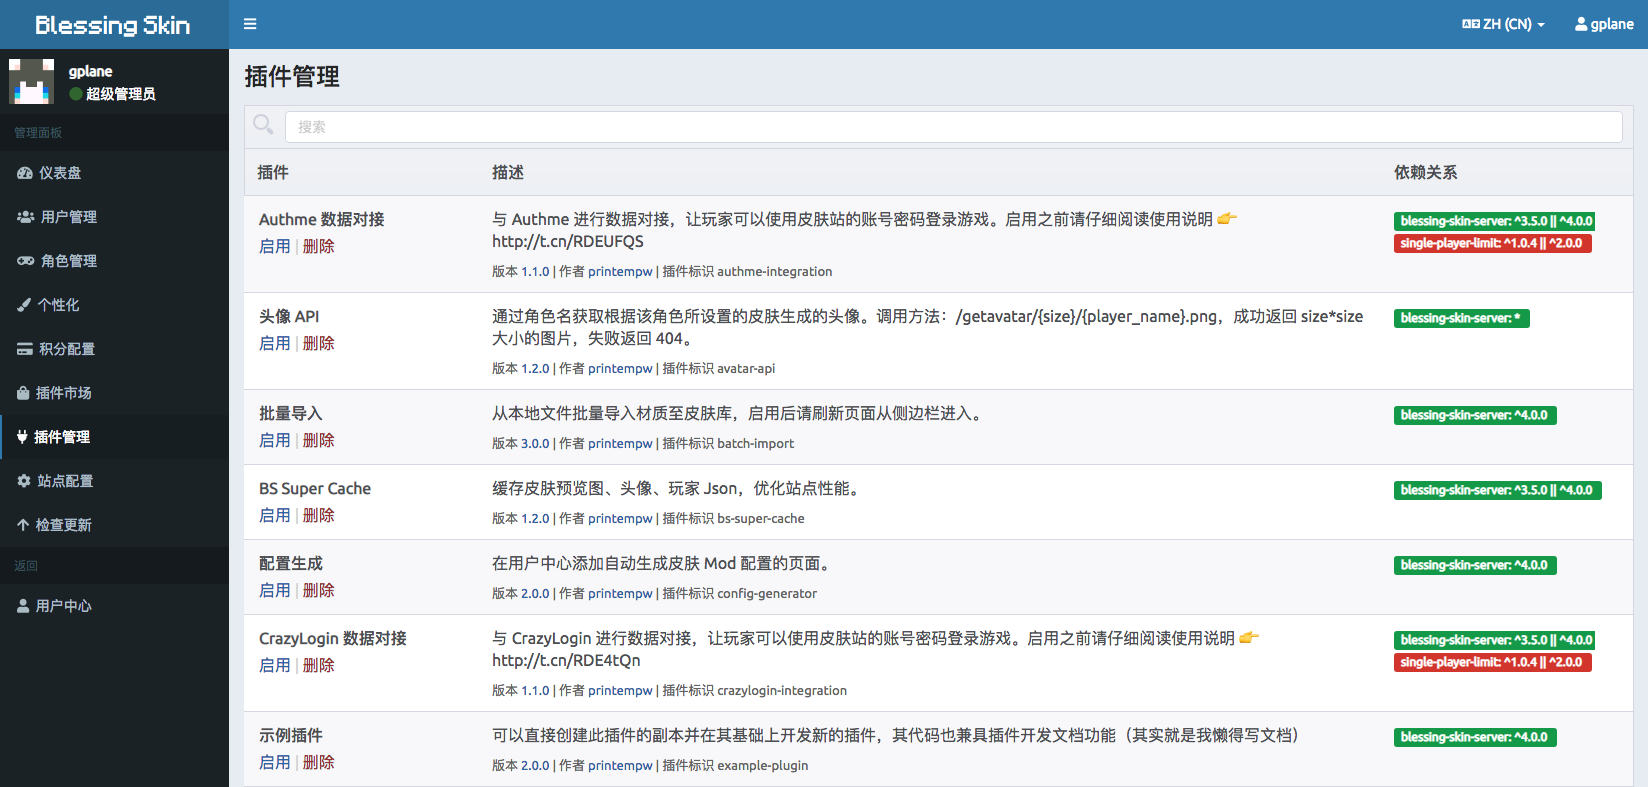 Blessing Skin
ZH (CN)
gplane
gplane
超级管理员
管理面板
仪表盘
用户管理
角色管理
个性化
积分配置
插件市场
插件管理
站点配置
检查更新
返回
用户中心
插件管理
搜索
插件 描述 依赖关系
Authme 数据对接
启用 | 删除
与 Authme 进行数据对接，让玩家可以使用皮肤站的账号密码登录游戏。启用之前请仔细阅读使用说明 👉
http://t.cn/RDEUFQS
版本 1.1.0 | 作者 printempw | 插件标识 authme-integration
blessing-skin-server: ^3.5.0 || ^4.0.0
single-player-limit: ^1.0.4 || ^2.0.0
头像 API
启用 | 删除
通过角色名获取根据该角色所设置的皮肤生成的头像。调用方法：/getavatar/{size}/{player_name}.png，成功返回 size*size
大小的图片，失败返回 404。
版本 1.2.0 | 作者 printempw | 插件标识 avatar-api
blessing-skin-server: *
批量导入
启用 | 删除
从本地文件批量导入材质至皮肤库，启用后请刷新页面从侧边栏进入。
版本 3.0.0 | 作者 printempw | 插件标识 batch-import
blessing-skin-server: ^4.0.0
BS Super Cache
启用 | 删除
缓存皮肤预览图、头像、玩家 Json，优化站点性能。
版本 1.2.0 | 作者 printempw | 插件标识 bs-super-cache
blessing-skin-server: ^3.5.0 || ^4.0.0
配置生成
启用 | 删除
在用户中心添加自动生成皮肤 Mod 配置的页面。
版本 2.0.0 | 作者 printempw | 插件标识 config-generator
blessing-skin-server: ^4.0.0
CrazyLogin 数据对接
启用 | 删除
与 CrazyLogin 进行数据对接，让玩家可以使用皮肤站的账号密码登录游戏。启用之前请仔细阅读使用说明 👉
http://t.cn/RDE4tQn
版本 1.1.0 | 作者 printempw | 插件标识 crazylogin-integration
blessing-skin-server: ^3.5.0 || ^4.0.0
single-player-limit: ^1.0.4 || ^2.0.0
示例插件
启用 | 删除
可以直接创建此插件的副本并在其基础上开发新的插件，其代码也兼具插件开发文档功能（其实就是我懒得写文档）
版本 2.0.0 | 作者 printempw | 插件标识 example-plugin
blessing-skin-server: ^4.0.0